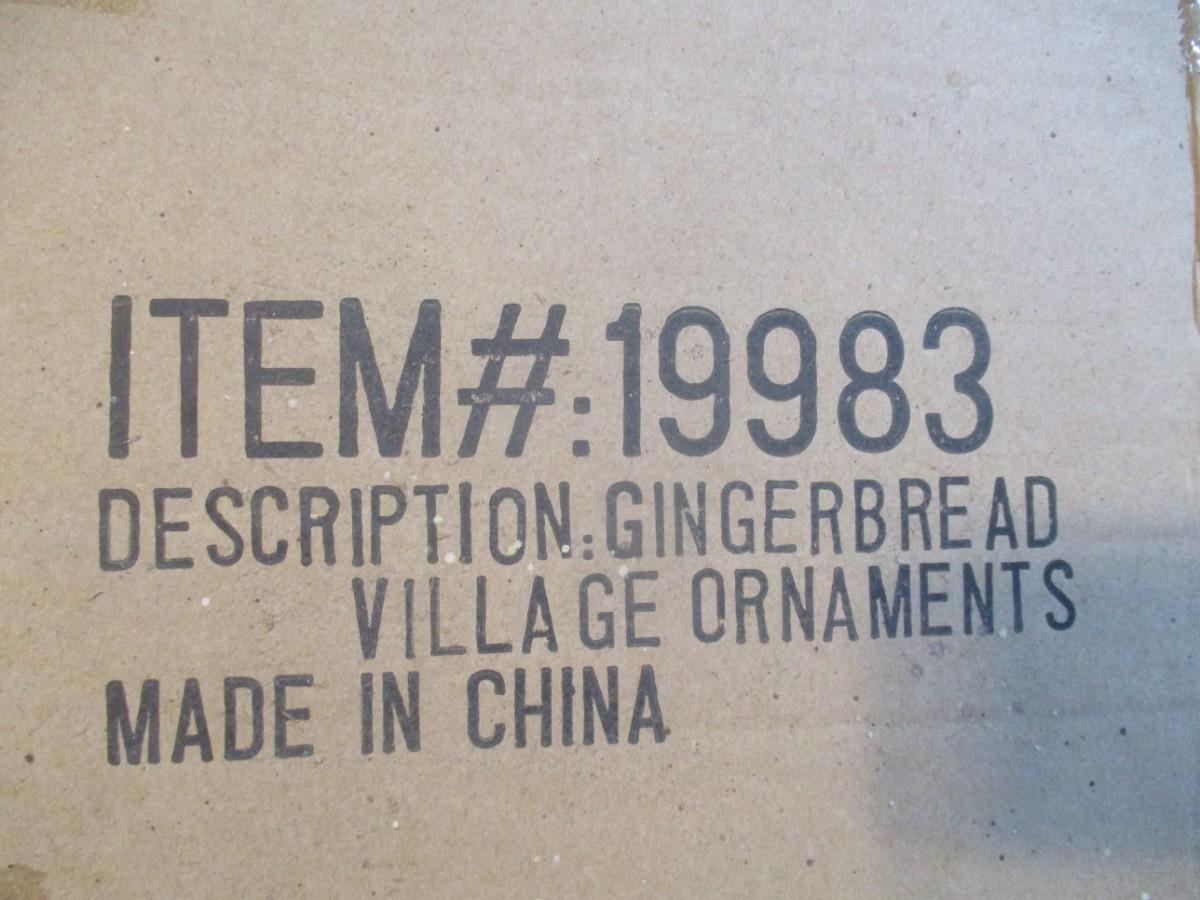 ITEM#:19983
DESCRIPTION:GINGERBREAD
VILLAGE ORNAMENTS
MADE IN CHINA